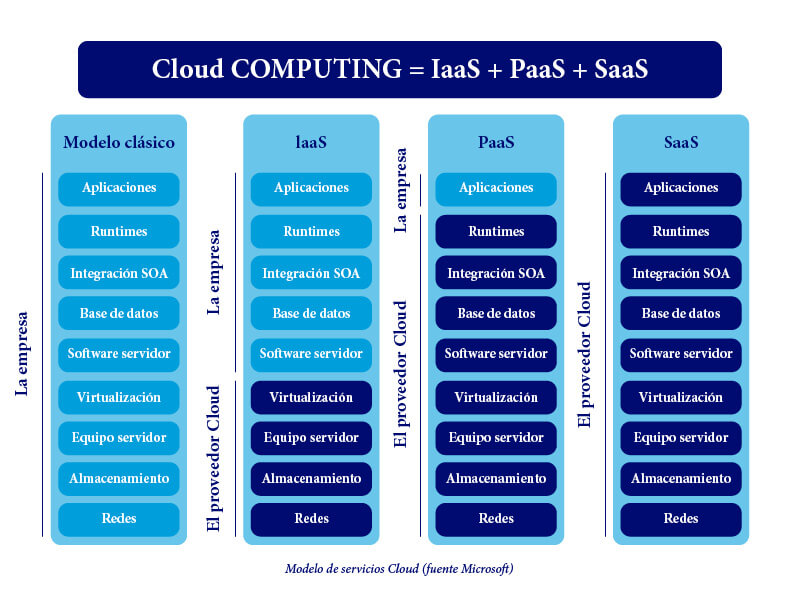 Cloud COMPUTING = IaaS + PaaS + SaaS
Modelo clásico
La empresa
Aplicaciones
Runtimes
Integración SOA
Base de datos
Software servidor
Virtualización
Equipo servidor
Almacenamiento
Redes
IaaS
La empresa
El proveedor Cloud
Aplicaciones
Runtimes
Integración SOA
Base de datos
Software servidor
Virtualización
Equipo servidor
Almacenamiento
Redes
PaaS
La empresa
El proveedor Cloud
Aplicaciones
Runtimes
Integración SOA
Base de datos
Software servidor
Virtualización
Equipo servidor
Almacenamiento
Redes
SaaS
El proveedor Cloud
Aplicaciones
Runtimes
Integración SOA
Base de datos
Software servidor
Virtualización
Equipo servidor
Almacenamiento
Redes
Modelo de servicios Cloud (fuente Microsoft)